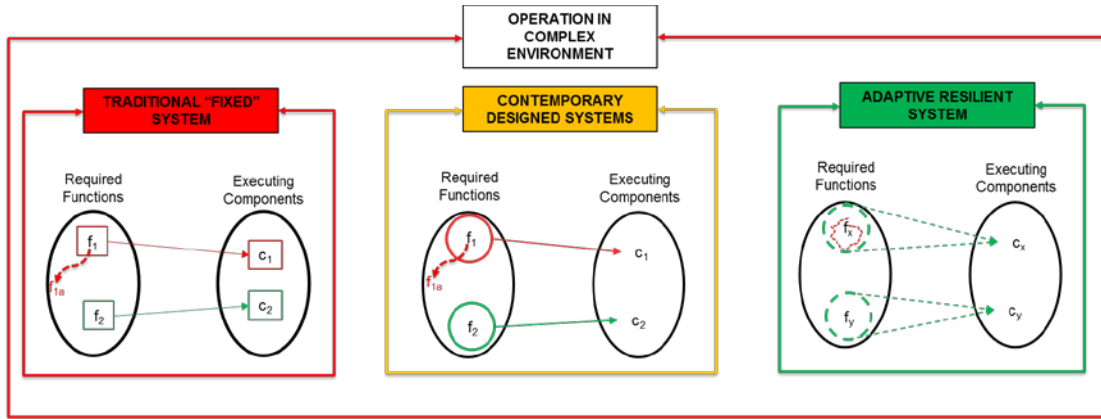 OPERATION IN
COMPLEX
ENVIRONMENT
TRADITIONAL “FIXED”
SYSTEM
Required
Functions
Executing
Components
f1
c1
f1a
f2
c2
CONTEMPORARY
DESIGNED SYSTEMS
Required
Functions
Executing
Components
f1
c1
f1a
f2
c2
ADAPTIVE RESILIENT
SYSTEM
Required
Functions
Executing
Components
fx
cx
fy
cy